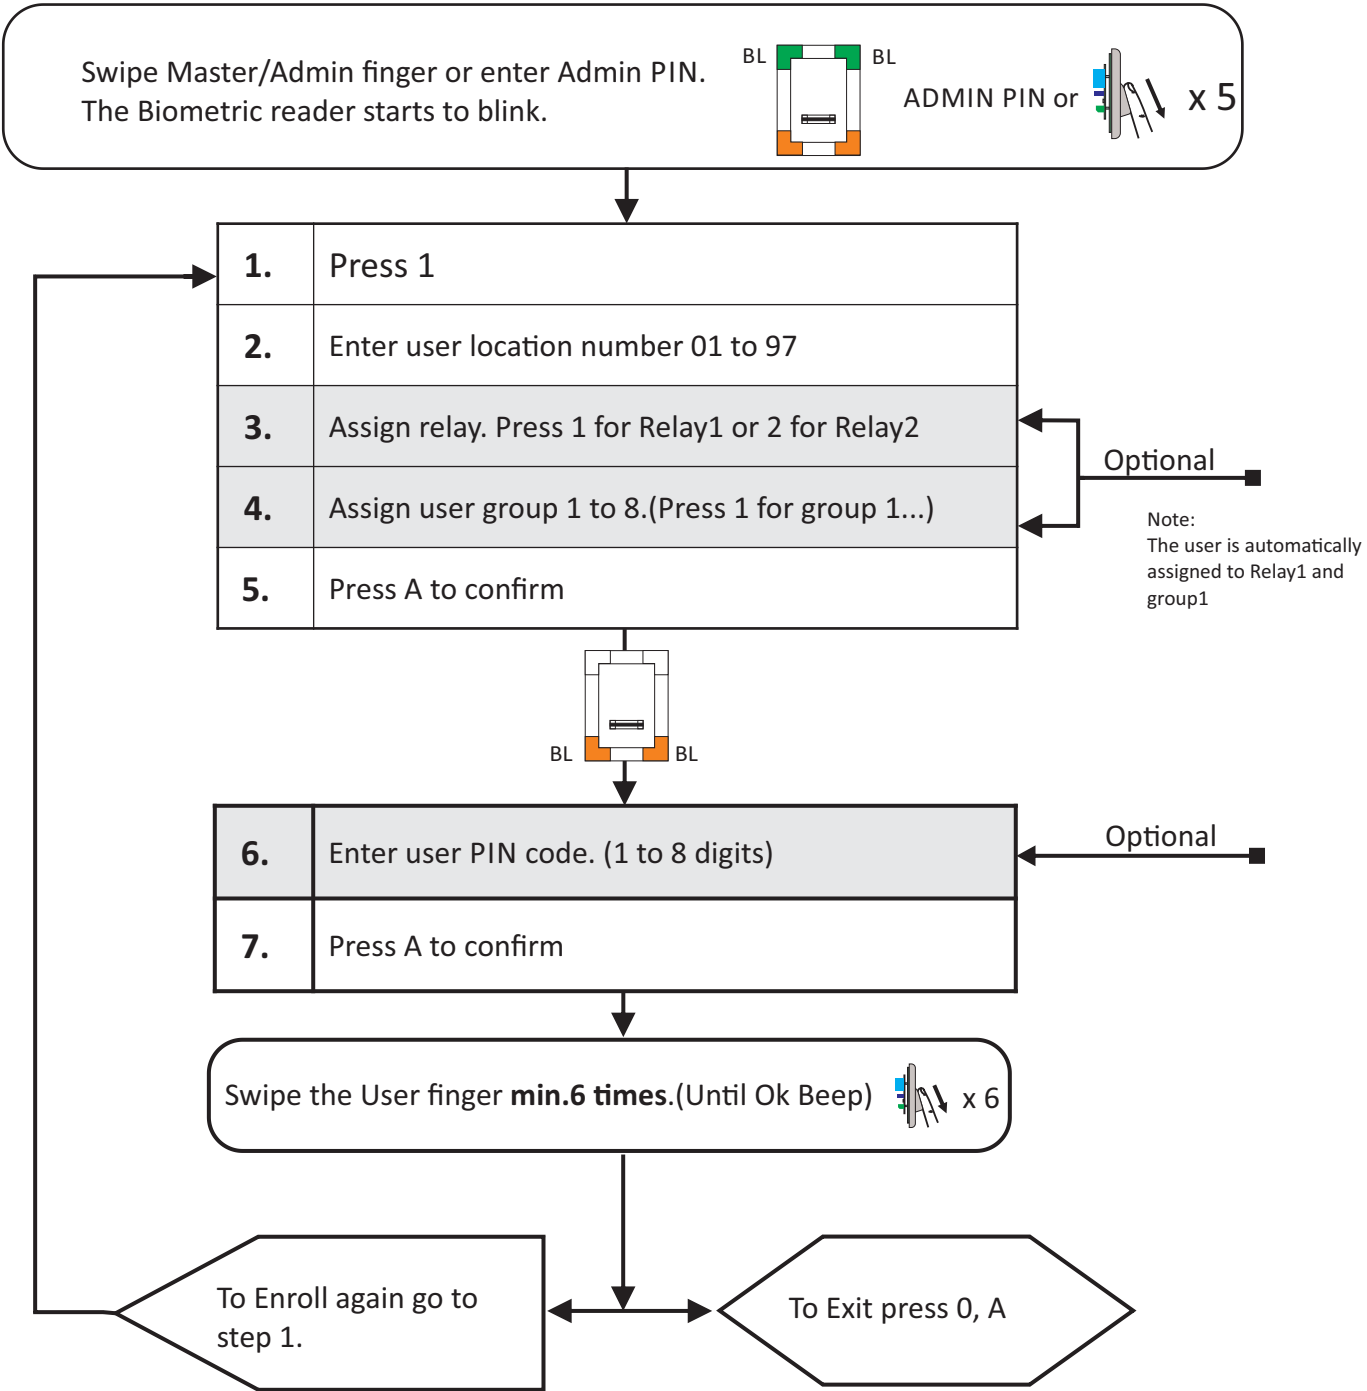 Swipe Master/Admin finger or enter Admin PIN.
The Biometric reader starts to blink.
BL
BL
ADMIN PIN or
x 5
1.
Press 1
2.
Enter user location number 01 to 97
3.
Assign relay. Press 1 for Relay1 or 2 for Relay2
4.
Assign user group 1 to 8.(Press 1 for group 1...)
5.
Press A to confirm
Optional
Note:
The user is automatically
assigned to Relay1 and
group1
BL
BL
6.
Enter user PIN code. (1 to 8 digits)
Optional
7.
Press A to confirm
Swipe the User finger min.6 times.(Until Ok Beep)
x 6
To Enroll again go to
step 1.
To Exit press 0, A